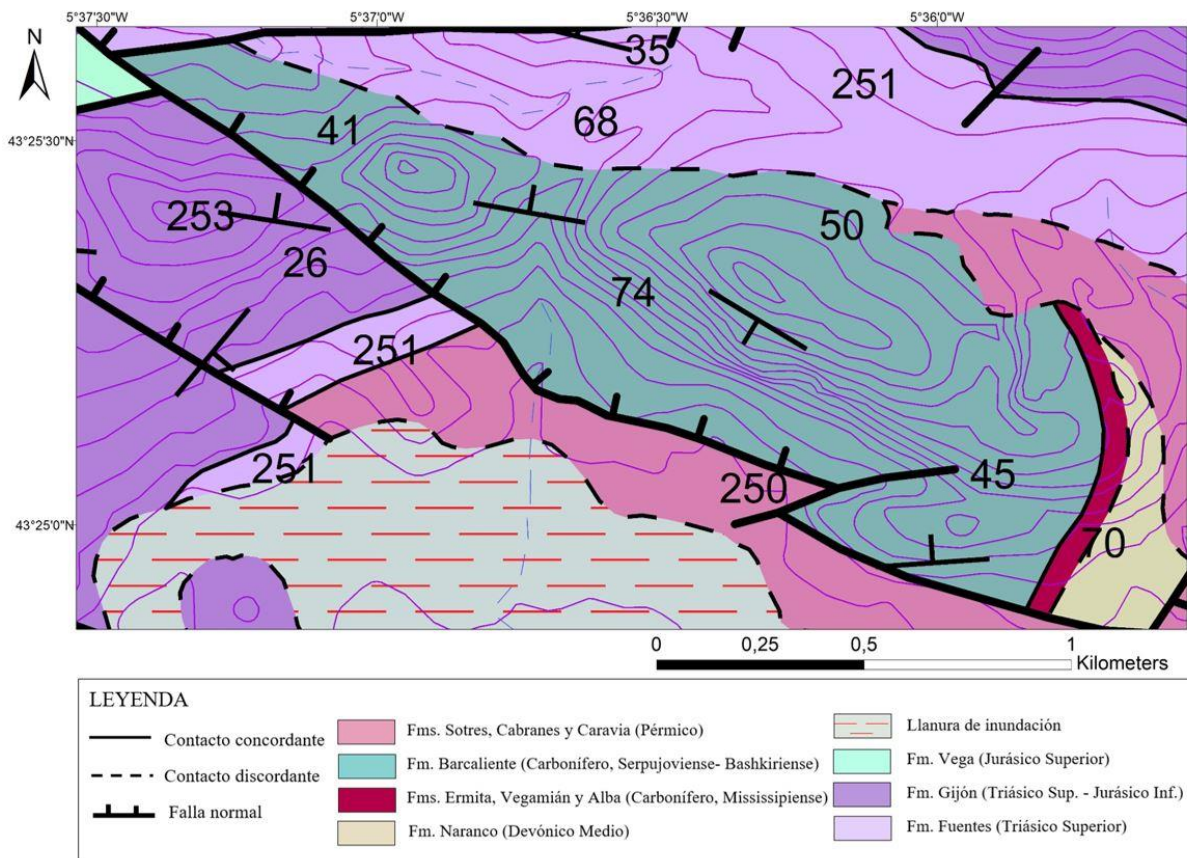 5°37'30"W 5°37'0"W 5°36'30"W 5°36'0"W
N
35
251
68
41
43°25'30"N
253
50
26
74
251
251
250
45
43°25'0"N
70
0 0,25 0,5 1
Kilometers
LEYENDA
Contacto concordante
Contacto discordante
Falla normal
Fms. Sotres, Cabranes y Caravia (Pérmico)
Fm. Barcaliente (Carbonífero, Serpujoviense- Bashkiriense)
Fms. Ermita, Vegamián y Alba (Carbonífero, Mississipiense)
Fm. Naranco (Devónico Medio)
Llanura de inundación
Fm. Vega (Jurásico Superior)
Fm. Gijón (Triásico Sup. - Jurásico Inf.)
Fm. Fuentes (Triásico Superior)